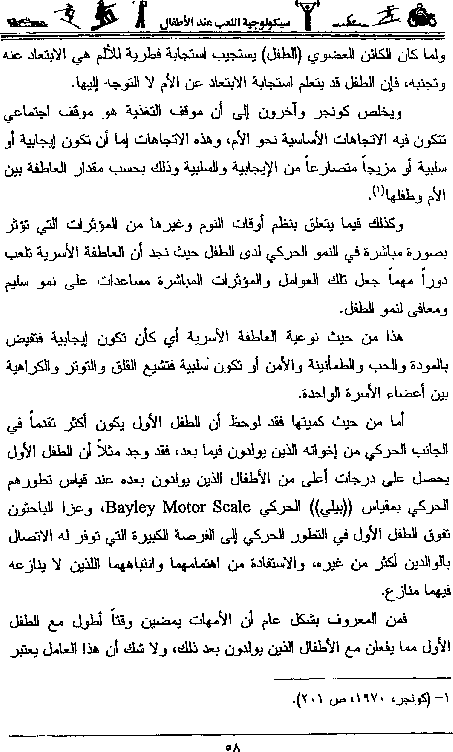 سيكولوجية اللعب عند الأطفال
ولما كان الكائن العضوي (الطفل) يستجيب استجابة فطرية للألم هي الابتعاد عنه
وتجنبه، فإن الطفل قد يتعلم استجابة الابتعاد عن الأم لا التوجه إليها.
ويخلص كونجر وآخرون إلى أن موقف التغذية هو موقف اجتماعي
تتكون فيه الاتجاهات الأساسية نحو الأم، وهذه الاتجاهات إما أن تكون إيجابية أو
سلبية أو مزيجاً متصارعاً من الإيجابية والسلبية وذلك بحسب مقدار العاطفة بين
الأم وطفلها(١).
وكذلك فيما يتعلق بنظم أوقات النوم وغيرها من المؤثرات التي تؤثر
بصورة مباشرة في النمو الحركي لدى الطفل حيث نجد أن العاطفة الأسرية تلعب
دوراً مهماً جعل تلك العوامل والمؤثرات المباشرة مساعدات على نمو سليم
ومعافى لنمو الطفل.
هذا من حيث نوعية العاطفة الأسرية أي كأن تكون إيجابية فتفيض
بالمودة والحب والطمأنينة والأمن أو تكون سلبية فتشيع القلق والتوتر والكراهية
بين أعضاء الأسرة الواحدة.
أما من حيث كميتها فقد لوحظ أن الطفل الأول يكون أكثر تقدماً في
الجانب الحركي من إخوانه الذين يولدون فيما بعد، فقد وجد مثلاً أن الطفل الأول
يحصل على درجات أعلى من الأطفال الذين يولدون بعده عند قياس تطورهم
الحركي بمقياس ((بيلي)) الحركي Bayley Motor Scale، وعزا الباحثون
تفوق الطفل الأول في التطور الحركي إلى الفرصة الكبيرة التي توفر له الاتصال
بالوالدين أكثر من غيره، والاستفادة من اهتمامهما وانتباههما اللذين لا ينازعه
فيهما منازع.
فمن المعروف بشكل عام أن الأمهات يمضين وقتاً أطول مع الطفل
الأول مما يفعلن مع الأطفال الذين يولدون بعد ذلك، ولا شك أن هذا العامل يعتبر
١- (كونجر، ١٩٧٠، ص ٢٠١).
٥٨